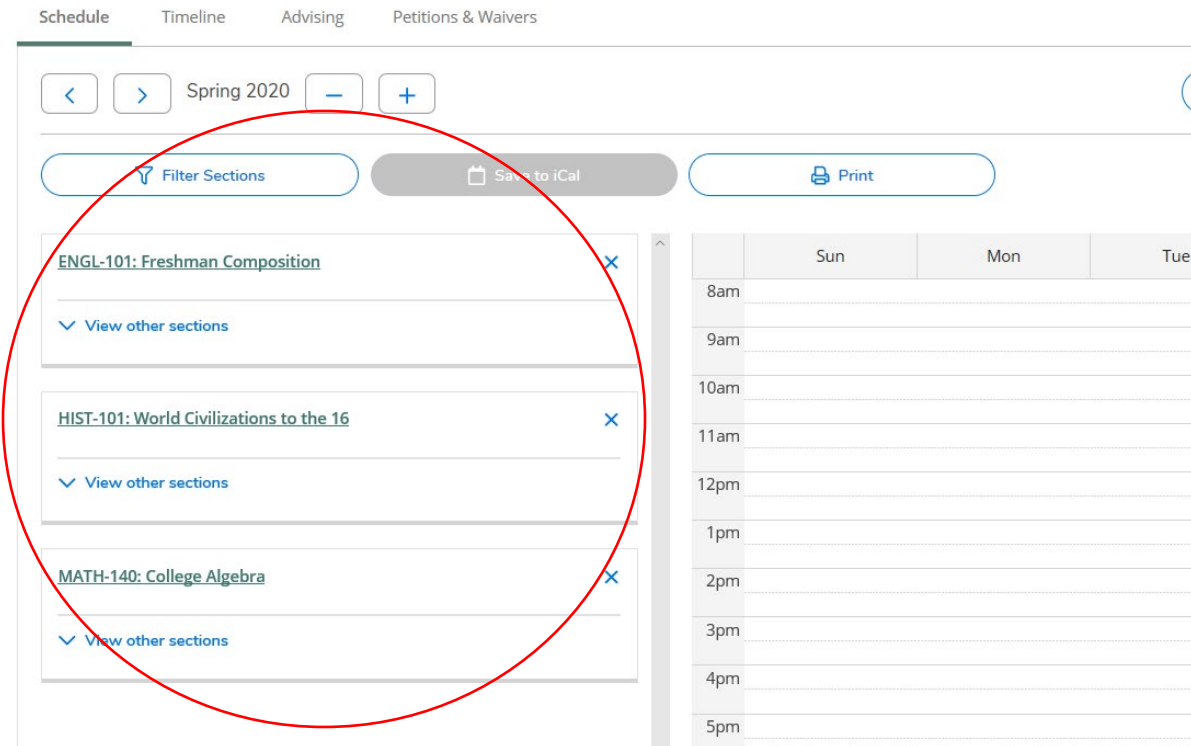 Schedule Timeline Advising Petitions & Waivers
Spring 2020
Filter Sections Save to iCal Print
ENGL-101: Freshman Composition
View other sections
HIST-101: World Civilizations to the 16
View other sections
MATH-140: College Algebra
View other sections
Sun Mon Tue
8am
9am
10am
11am
12pm
1pm
2pm
3pm
4pm
5pm